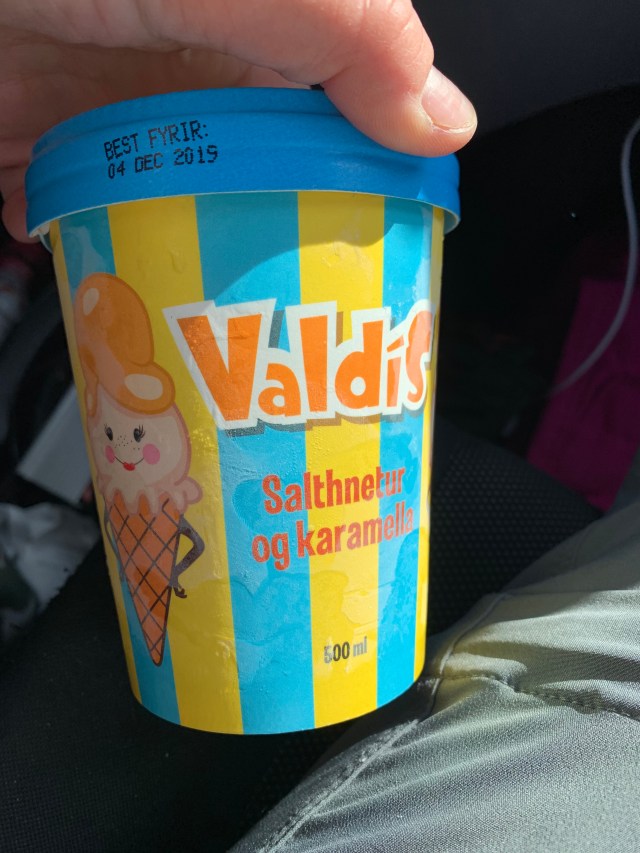 BEST FYRIR:
04 DEC 2019
Valdís
Salthnetur
og karamella
500 ml